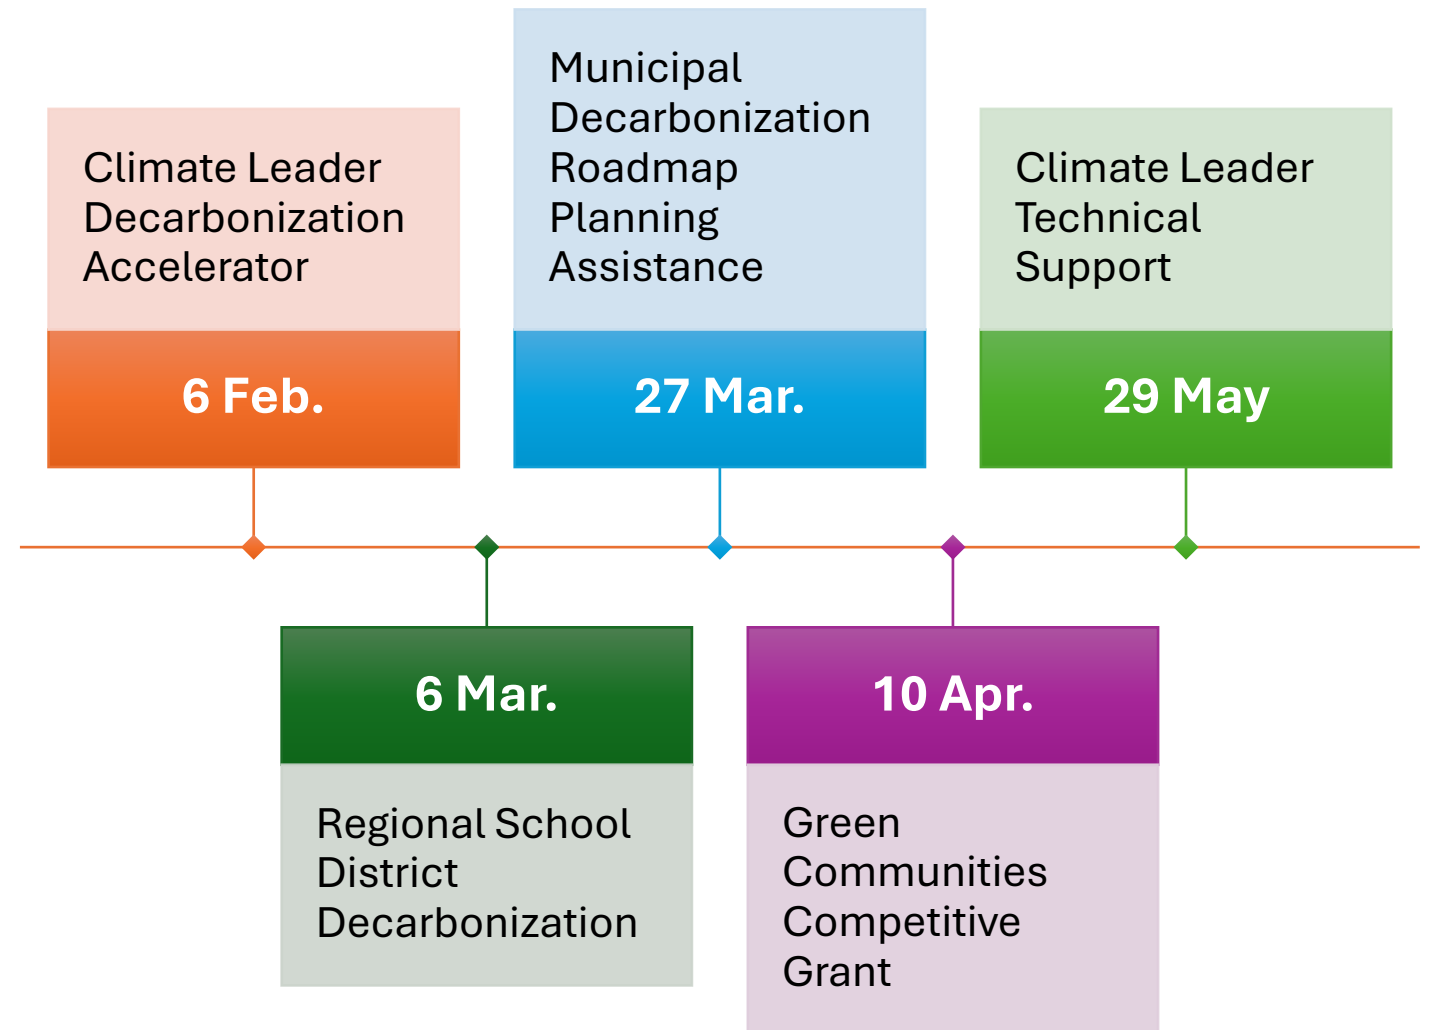 Climate Leader
Decarbonization
Accelerator
6 Feb.
6 Mar.
Regional School
District
Decarbonization
Municipal
Decarbonization
Roadmap
Planning
Assistance
27 Mar.
10 Apr.
Green
Communities
Competitive
Grant
Climate Leader
Technical
Support
29 May